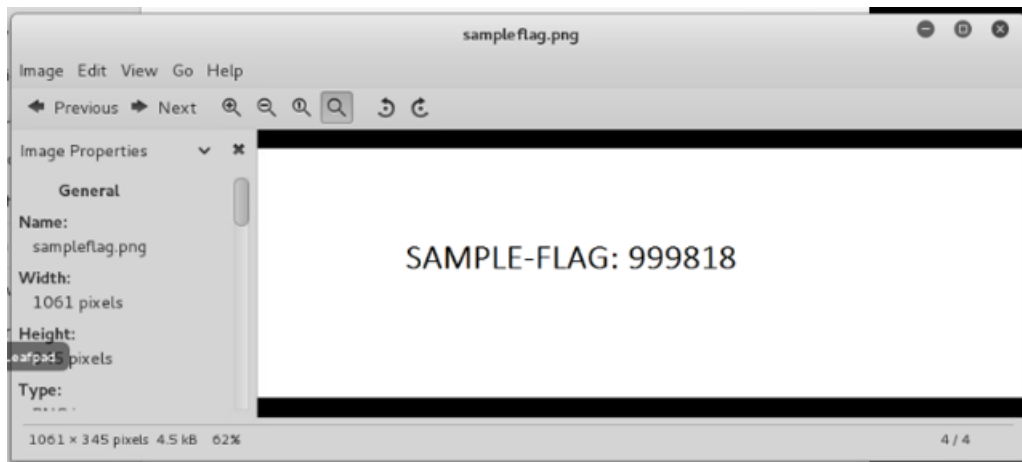 sampleflag.png
Image Edit View Go Help
Previous Next
Image Properties
General
Name:
sampleflag.png
Width:
1061 pixels
Height:
345 pixels
Type:
SAMPLE-FLAG: 999818
1061 × 345 pixels 4.5 kB 62%
4 / 4